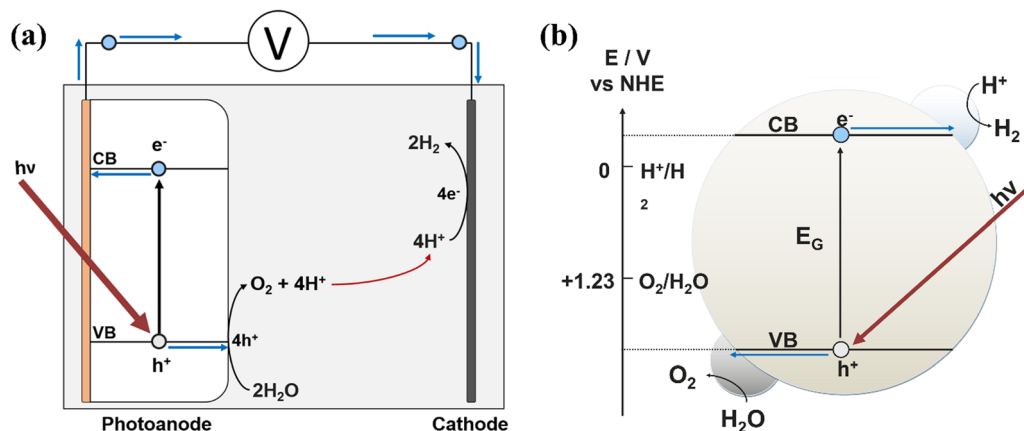 (a)
V
hν
CB
e⁻
VB
h⁺
4h⁺
O₂ + 4H⁺
2H₂O
2H₂
4e⁻
4H⁺
Photoanode
Cathode
(b)
E / V
vs NHE
0
H⁺/H
2
+1.23
O₂/H₂O
CB
e⁻
H⁺
H₂
hν
E_G
VB
h⁺
O₂
H₂O